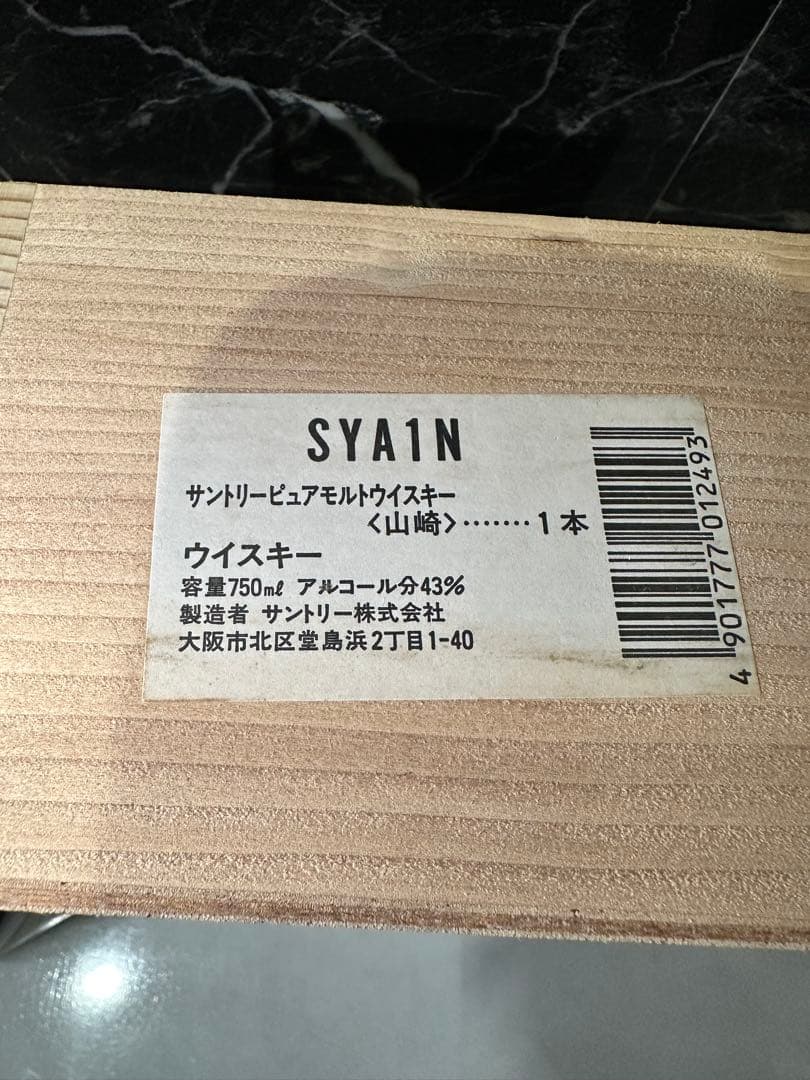 SYA1N
サントリーピュアモルトウイスキー
〈山崎〉‥‥‥‥1本
ウイスキー
容量750mℓ アルコール分43%
製造者 サントリー株式会社
大阪市北区堂島浜2丁目1-40
4 901777 012493